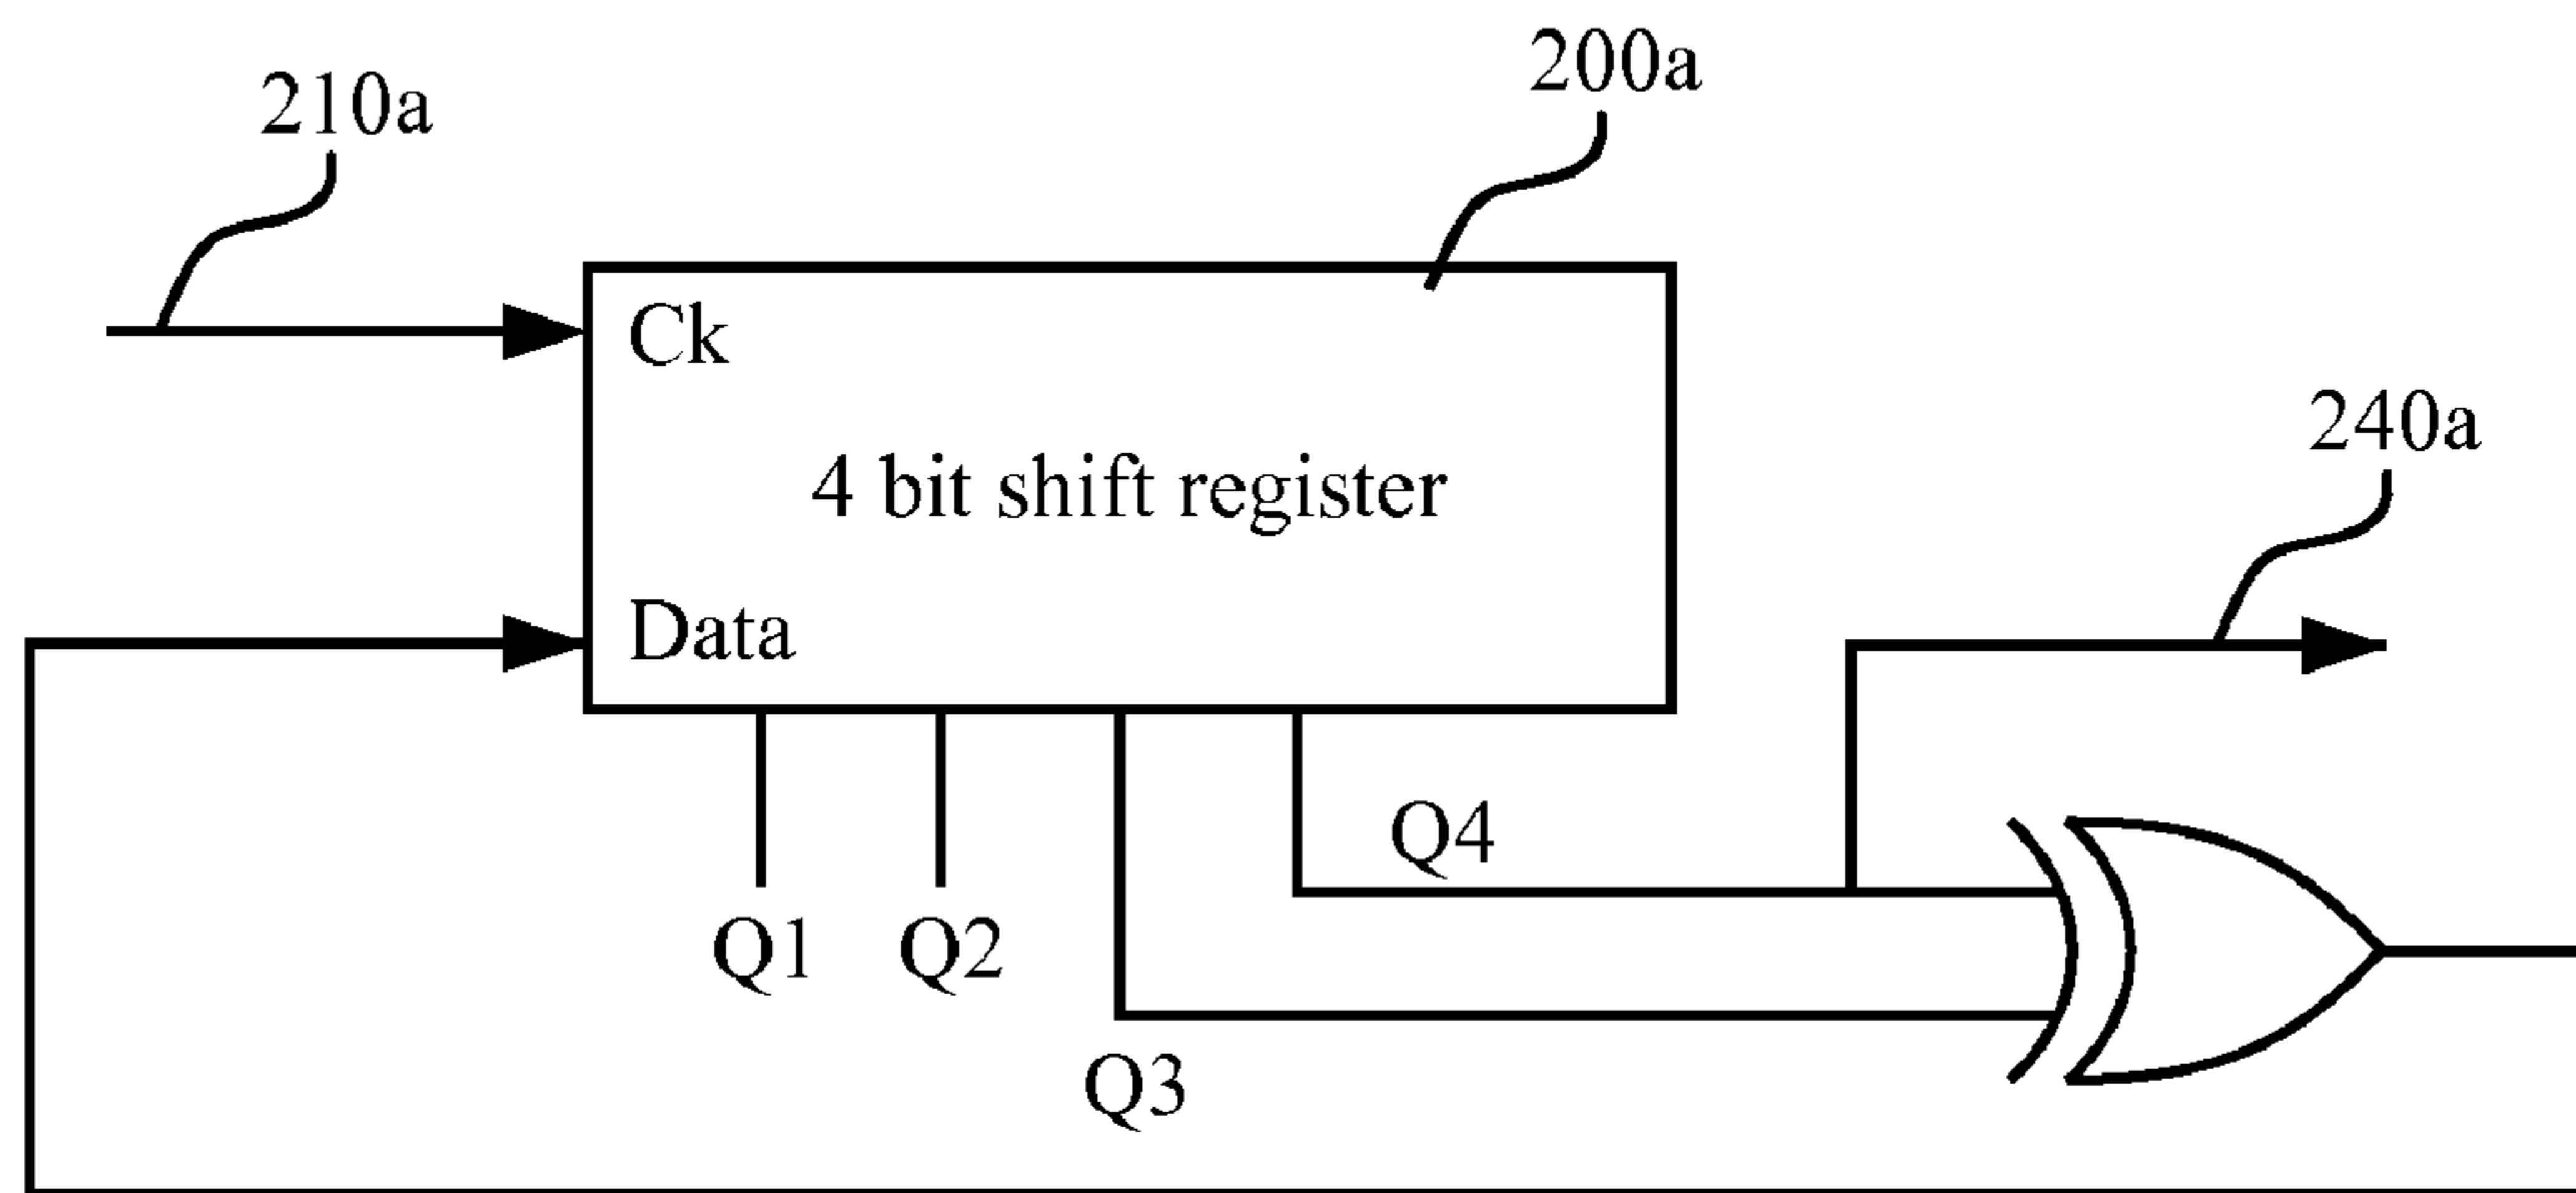 200a
210a
Ck
240a
4 bit shift register
Data
Q4
Q1
Q2
Q3